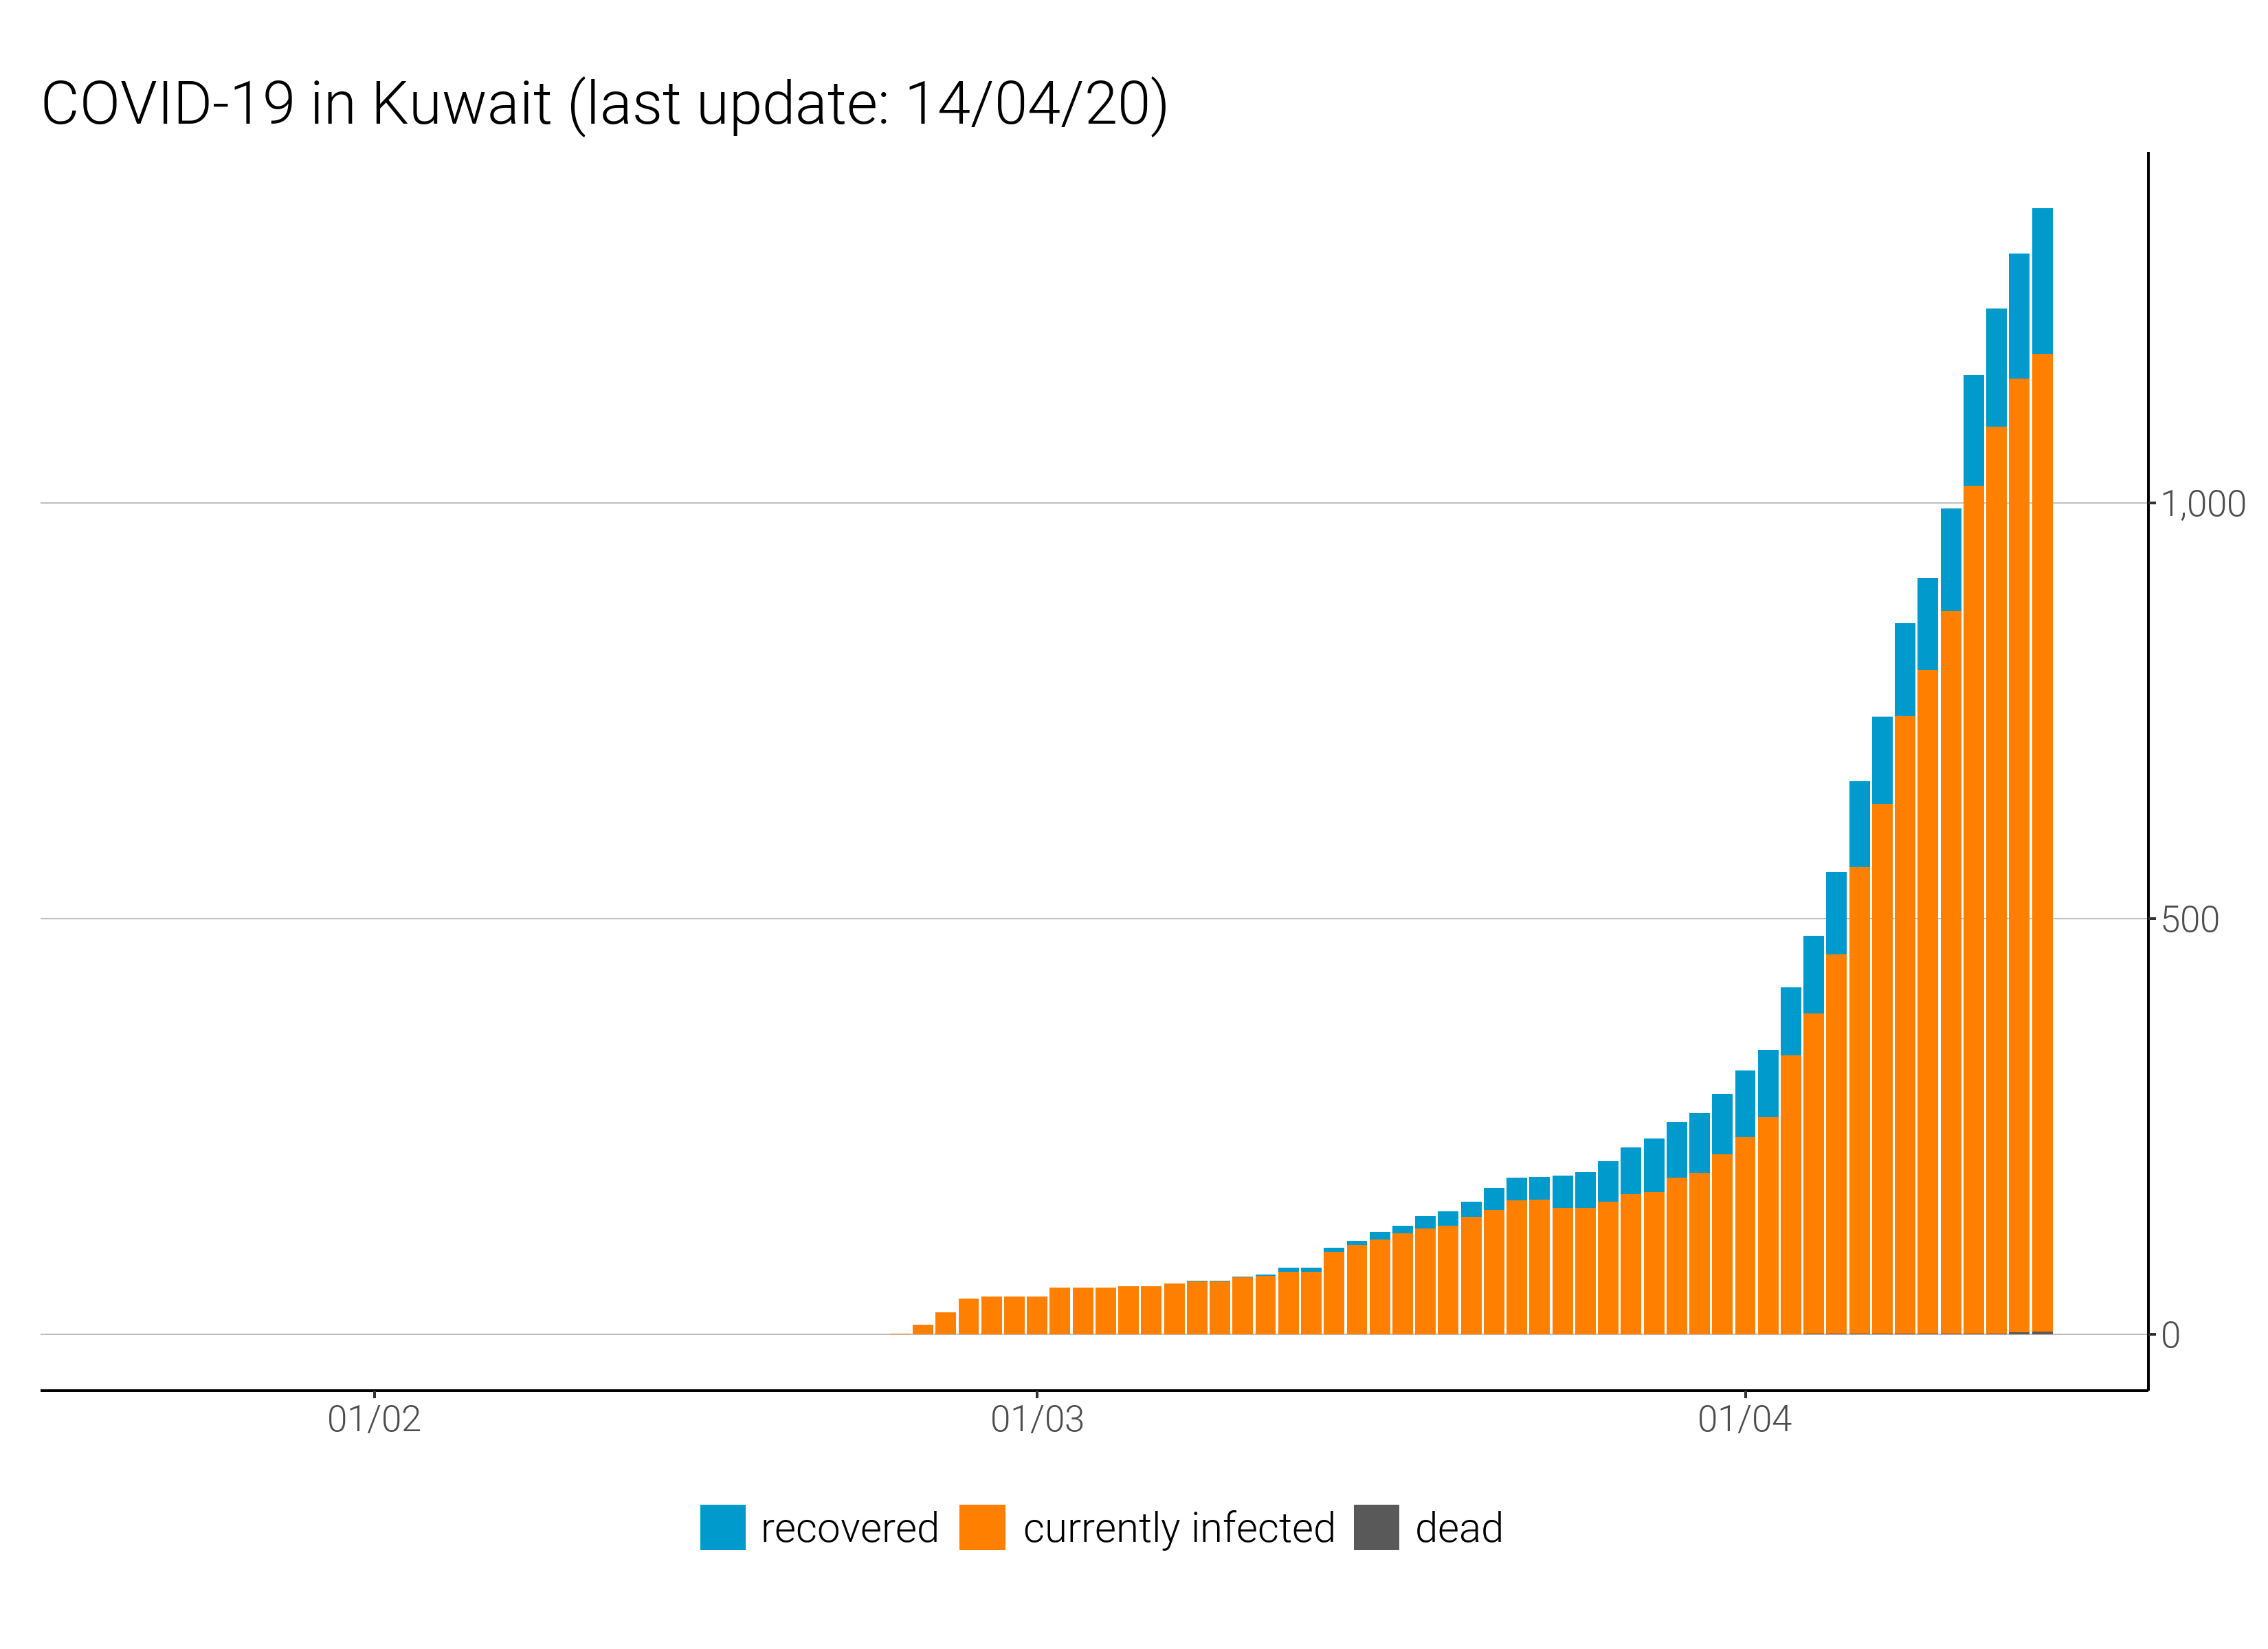 COVID-19 in Kuwait (last update: 14/04/20)
1,000
500
0
01/02 01/03 01/04
recovered currently infected dead